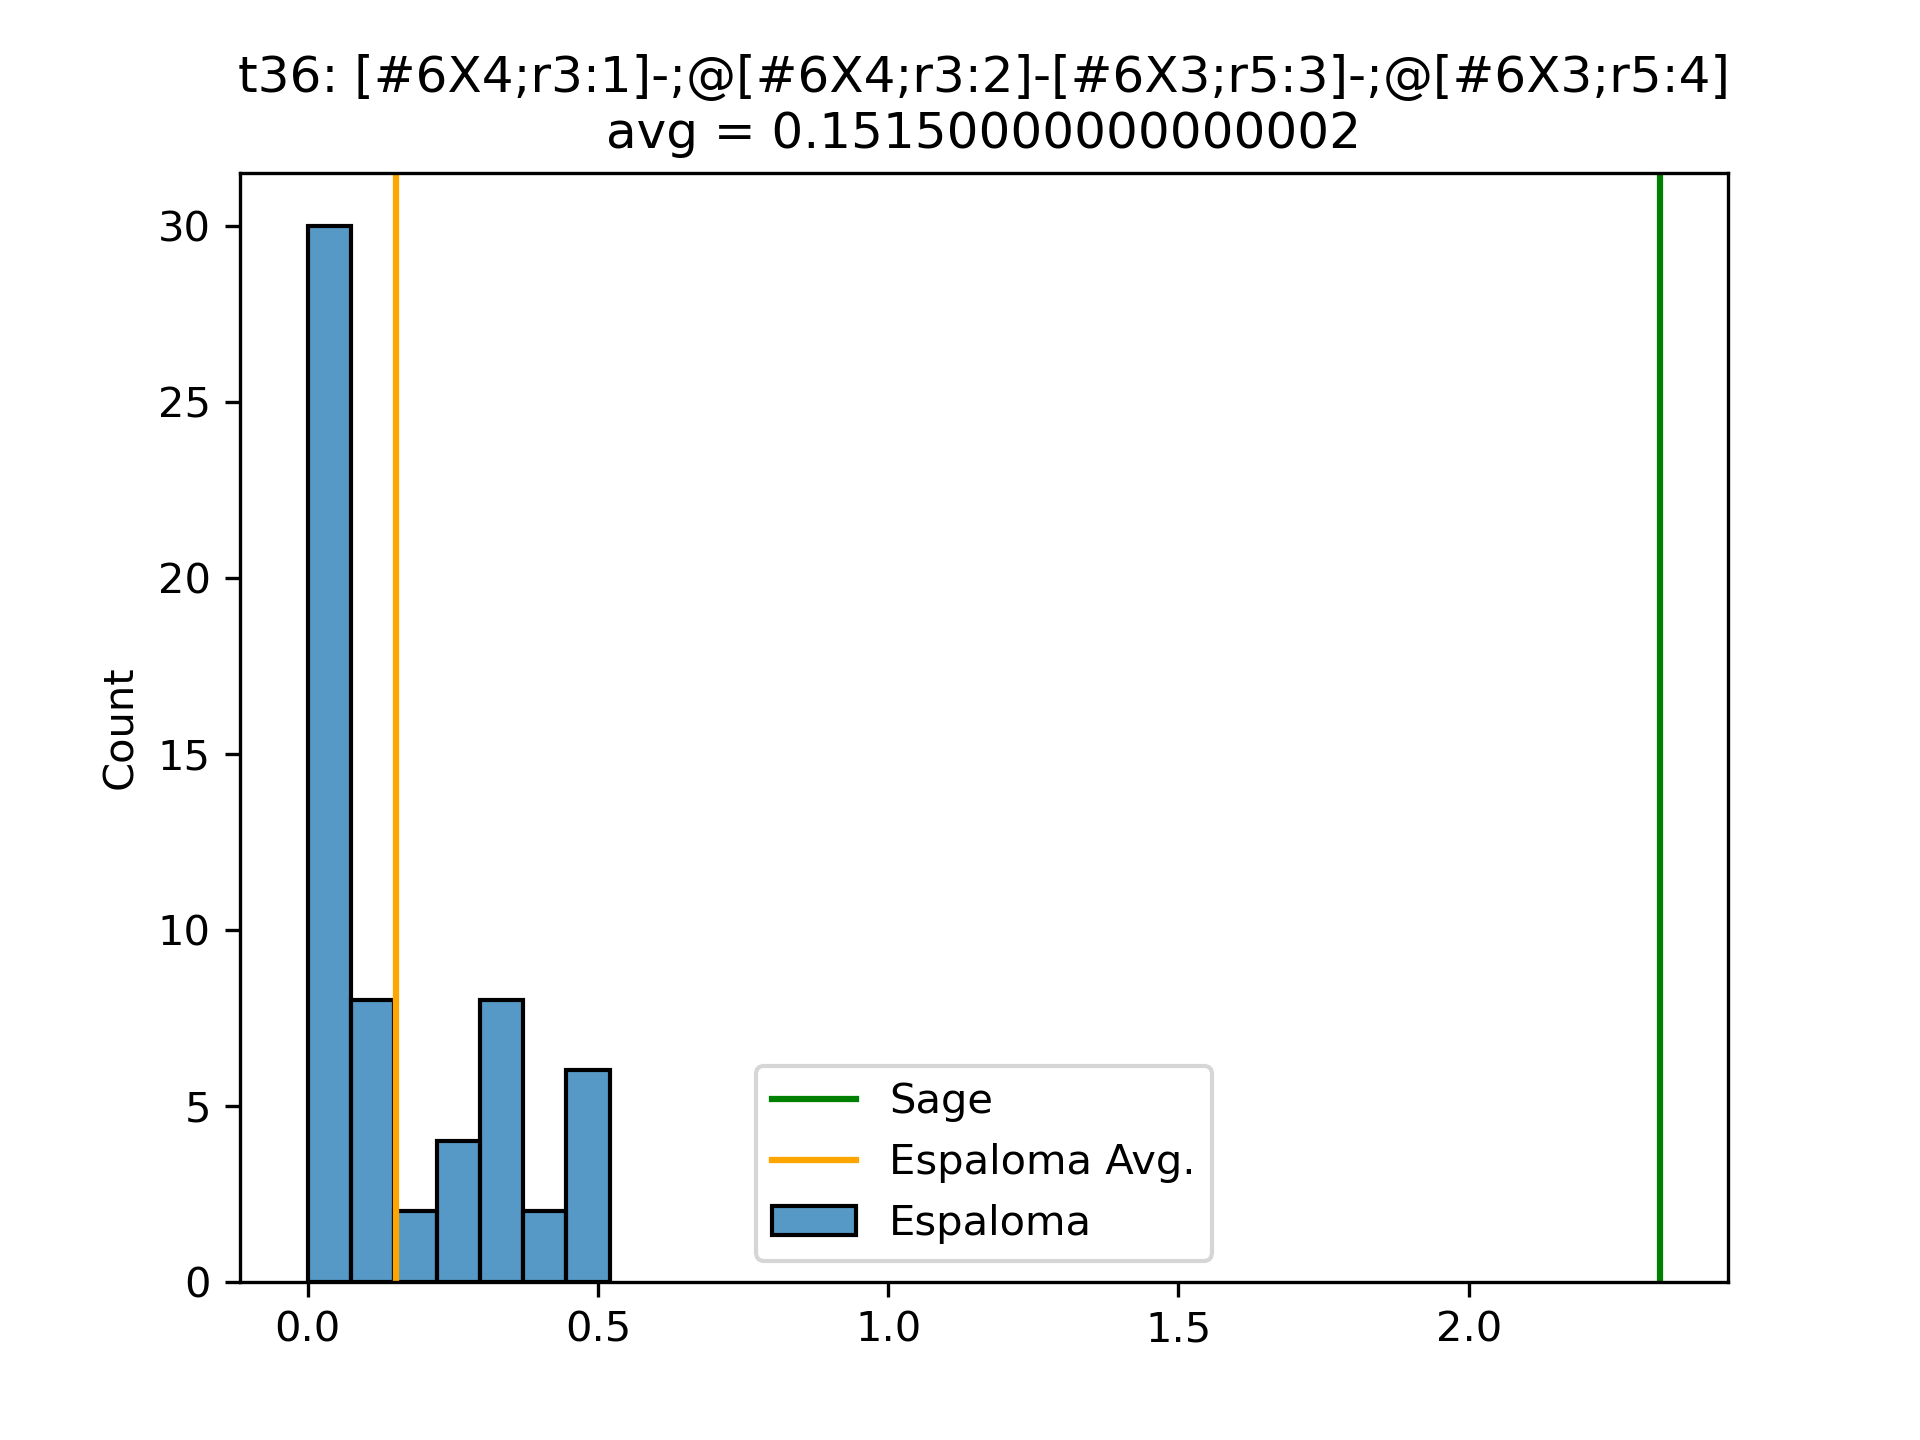 t36: [#6X4;r3:1]-;@[#6X4;r3:2]-[#6X3;r5:3]-;@[#6X3;r5:4]
avg = 0.15150000000000002
30
25
20
15
10
5
0
Count
Sage
Espaloma Avg.
Espaloma
0.0 0.5 1.0 1.5 2.0